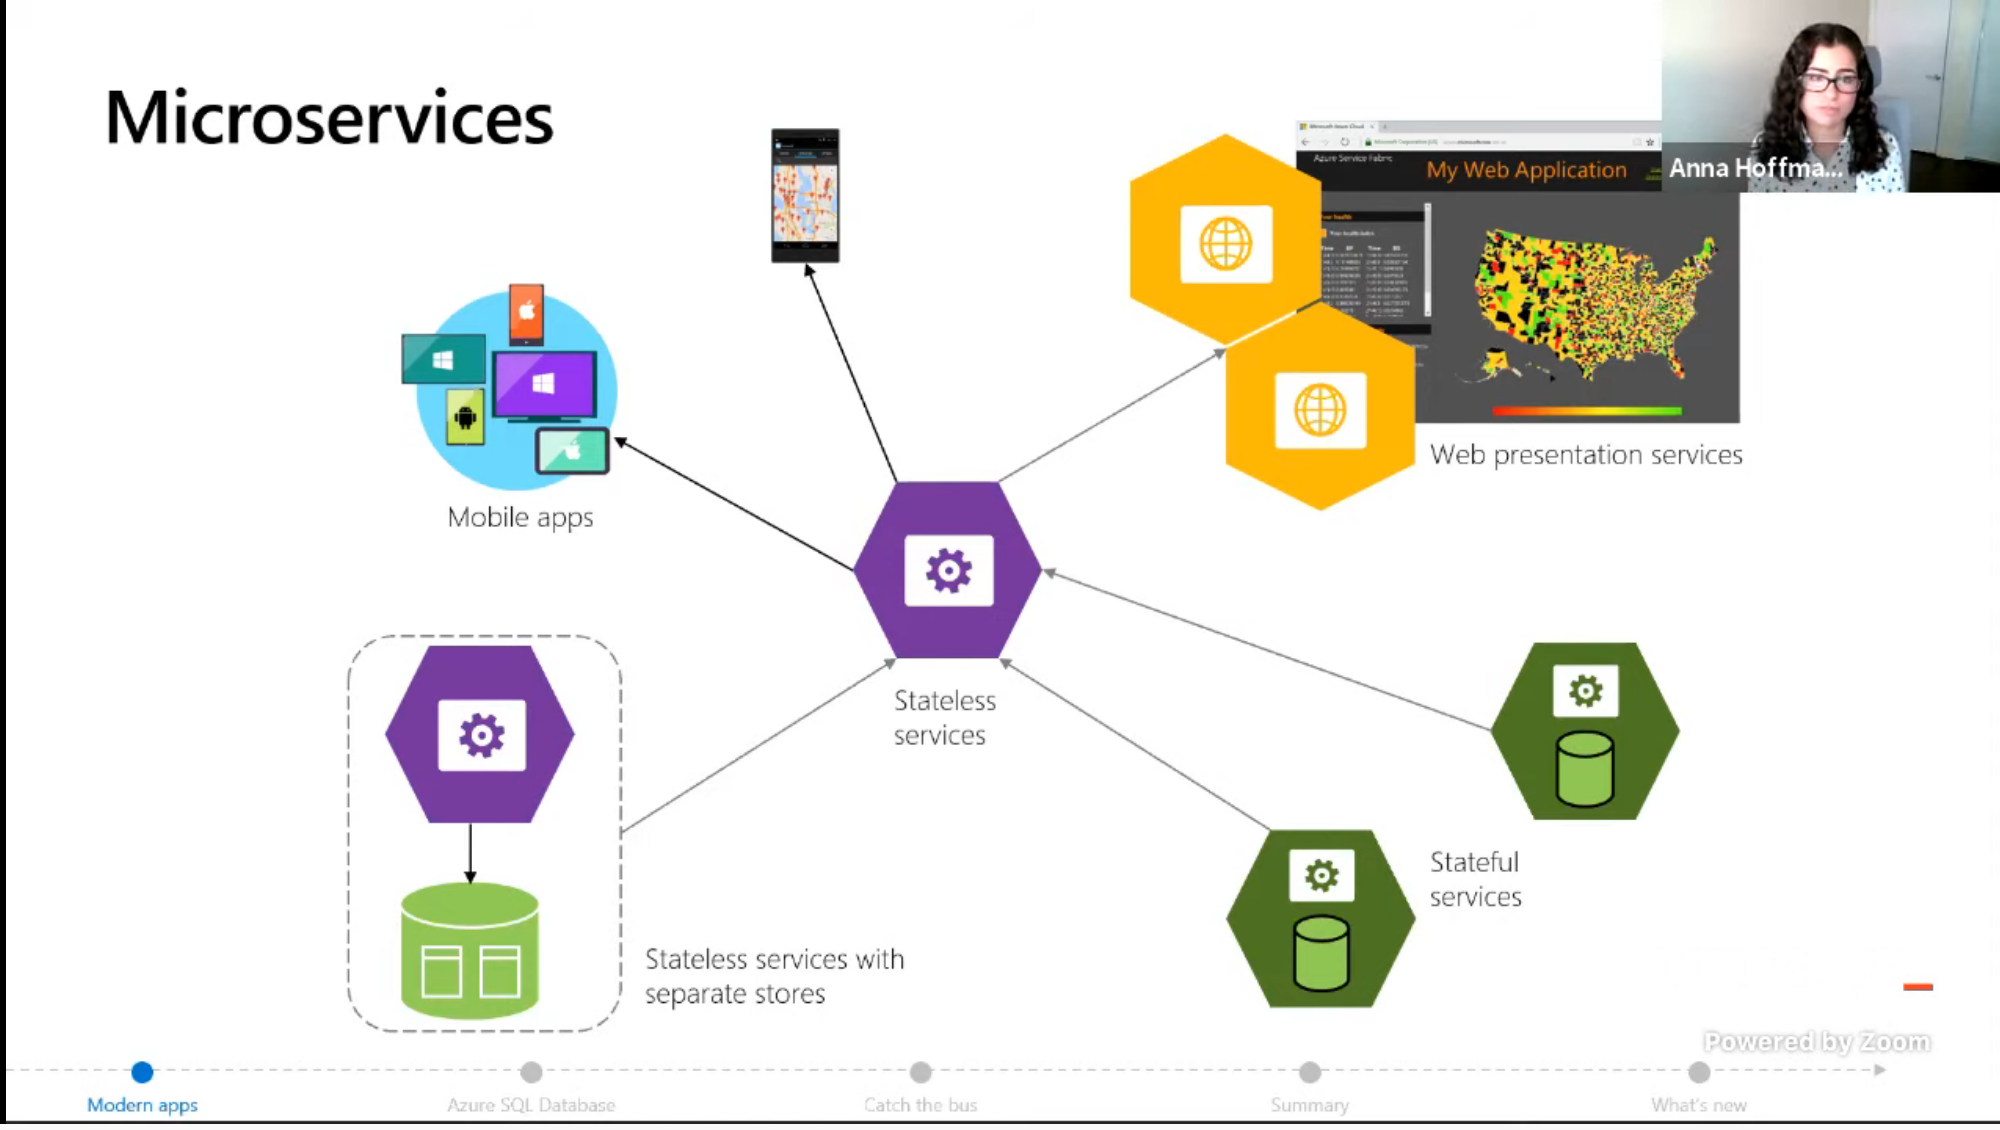 Microservices
Azure Service Fabric
My Web Application
Anna Hoffma...
Web presentation services
Mobile apps
Stateless
services
Stateful
services
Stateless services with
separate stores
Powered by Zoom
Modern apps
Azure SQL Database
Catch the bus
Summary
What's new